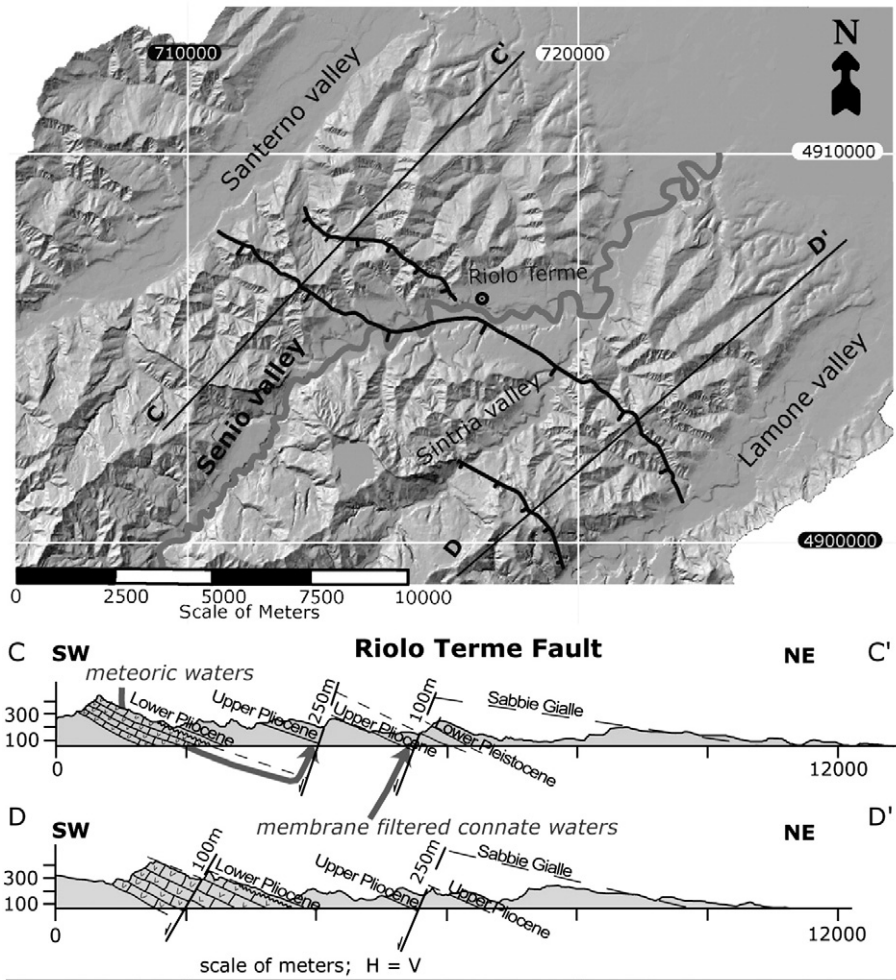 N
710000
720000
C'
Santerno valley
4910000
D'
Riolo Terme
Senio valley
C
Sintria valley
Lamone valley
D
4900000
0 2500 5000 7500 10000
Scale of Meters
C SW Riolo Terme Fault NE C'
meteoric waters
Lower Pliocene
Upper Pliocene
250m
Upper Pliocene
100m
Sabbie Gialle
Lower Pleistocene
300
100
0 12000
membrane filtered connate waters
D SW NE D'
100m
Lower Pliocene
Upper Pliocene
250m
Sabbie Gialle
Upper Pliocene
300
100
0 12000
scale of meters; H = V